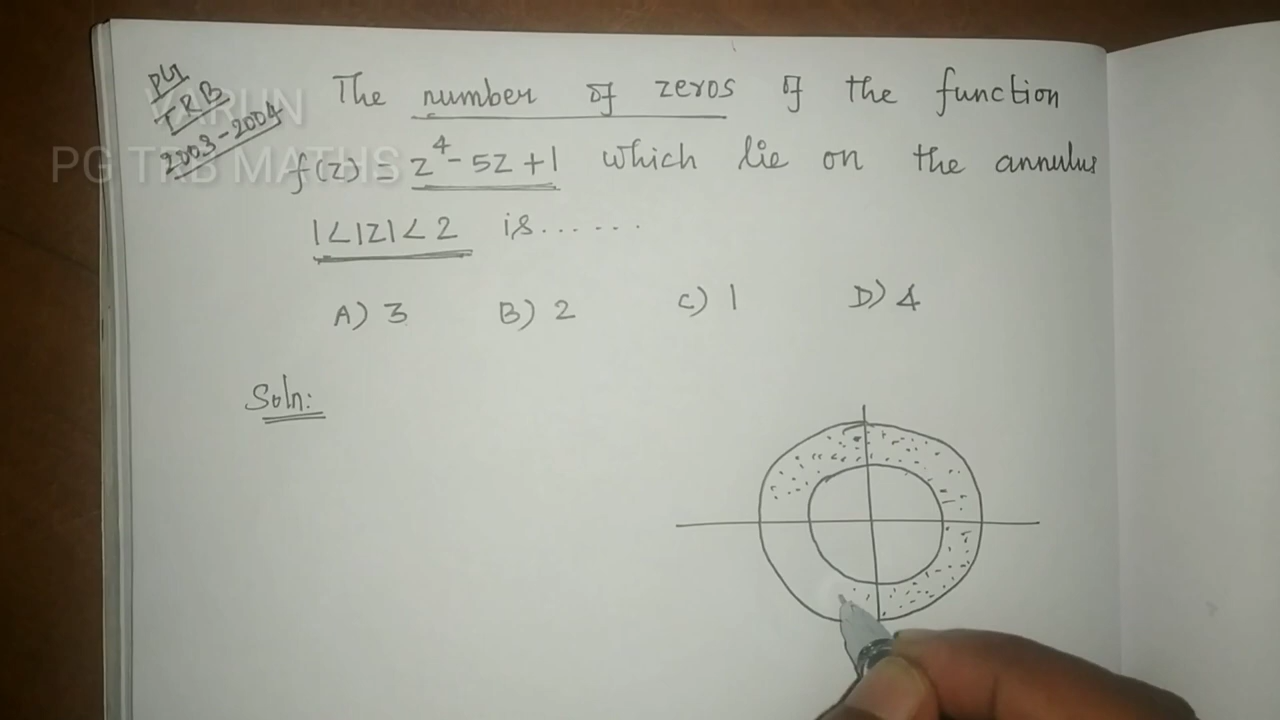 PG
TRB
2003-2004
VARUN
PG TRB MATHS
The number of zeros of the function
f(z) = z⁴ - 5z + 1 which lie on the annulus
1<|z|<2 is......
A) 3 B) 2 C) 1 D) 4
Soln: